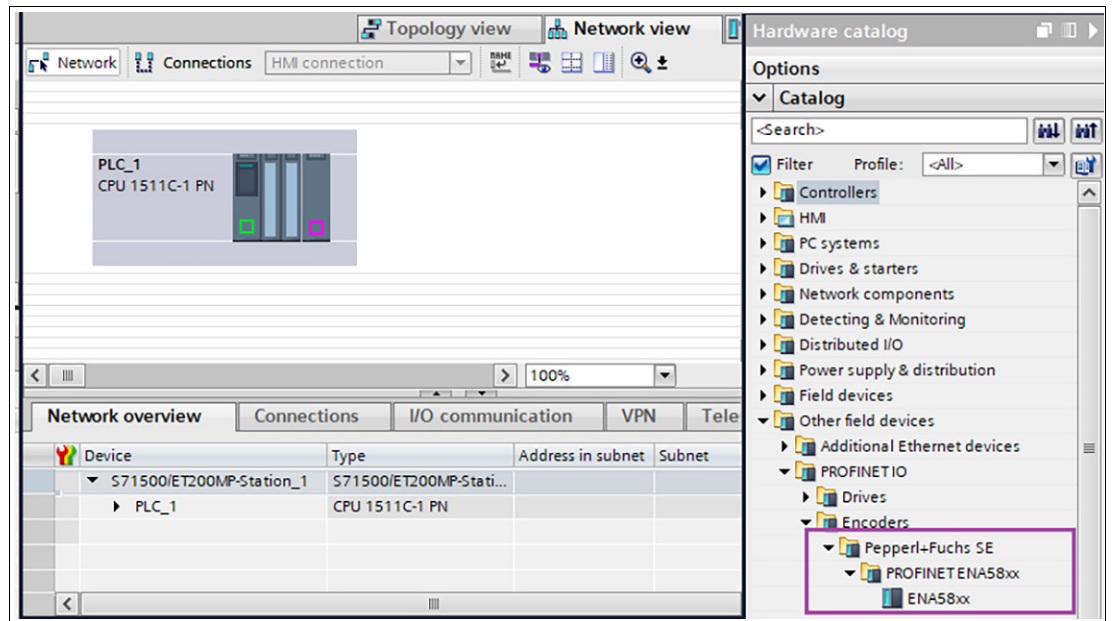 Topology view
Network view
Network
Connections
HMI connection
PLC_1
CPU 1511C-1 PN
100%
Network overview
Connections
I/O communication
VPN
Tele
Device
Type
Address in subnet
Subnet
S71500/ET200MP-Station_1
S71500/ET200MP-Stati...
PLC_1
CPU 1511C-1 PN
Hardware catalog
Options
Catalog
<Search>
Filter
Profile:
<All>
Controllers
HMI
PC systems
Drives & starters
Network components
Detecting & Monitoring
Distributed I/O
Power supply & distribution
Field devices
Other field devices
Additional Ethernet devices
PROFINET IO
Drives
Encoders
Pepperl+Fuchs SE
PROFINET ENA58xx
ENA58xx